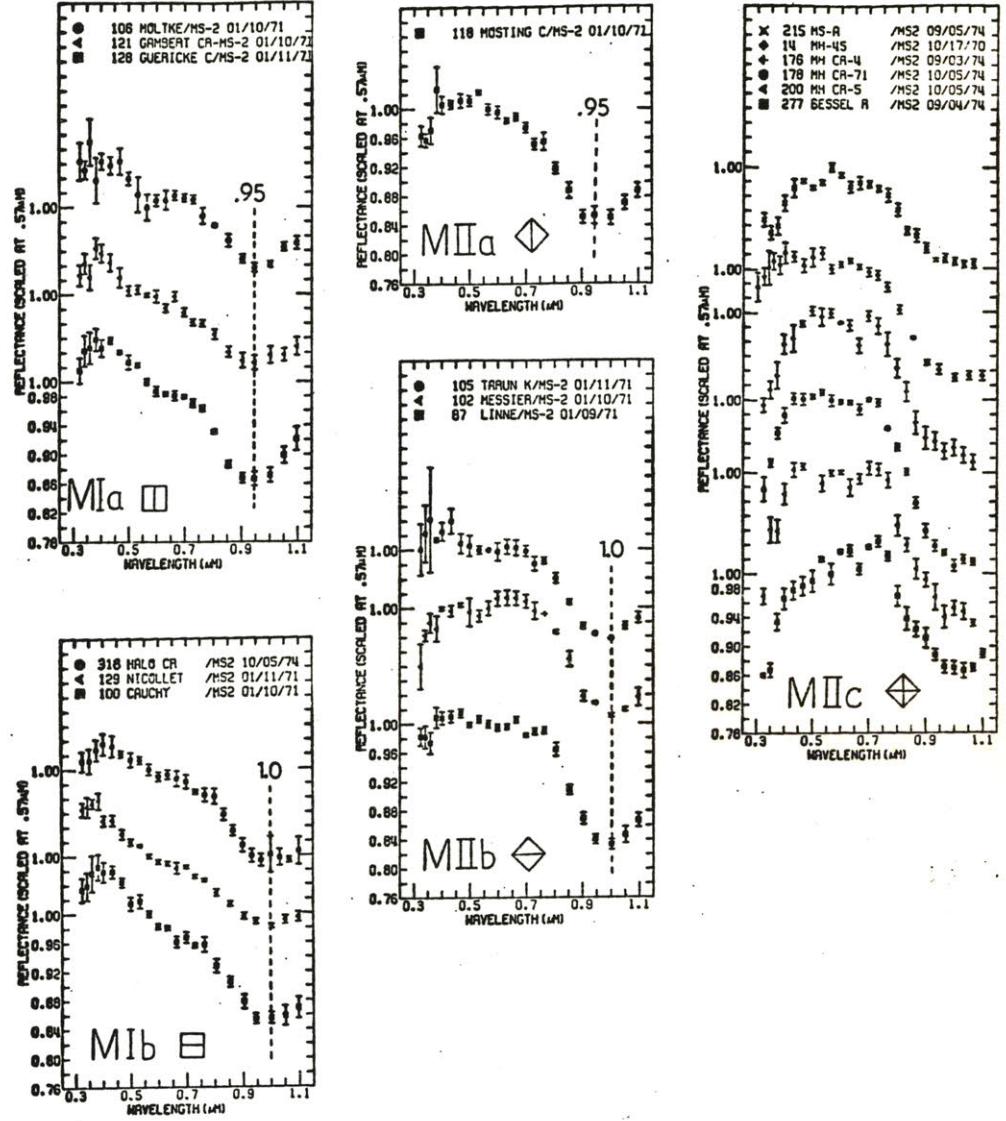 ● 106 MOLTKE/MS-2 01/10/71
▲ 121 GAMBERT CA-MS-2 01/10/71
■ 128 GUERICKE C/MS-2 01/11/71
.95
1.00
1.00
1.00
0.98
0.94
0.90
0.86
0.82
0.78
REFLECTANCE (SCALED AT .57µM)
MIa
0.3 0.5 0.7 0.9 1.1
WAVELENGTH (µM)
■ 118 MOSTING C/MS-2 01/10/71
.95
1.00
0.96
0.92
0.88
0.84
0.80
0.76
REFLECTANCE (SCALED AT .57µM)
MIIa
0.3 0.5 0.7 0.9 1.1
WAVELENGTH (µM)
× 215 MS-A /MS2 09/05/74
◆ 14 MH-45 /MS2 10/17/70
+ 176 MH CA-4 /MS2 09/03/74
● 178 MH CA-71 /MS2 10/05/74
▲ 200 MH CA-5 /MS2 10/05/74
■ 277 BESSEL A /MS2 09/04/74
1.00
1.00
1.00
1.00
1.00
1.00
0.98
0.94
0.90
0.86
0.82
0.78
REFLECTANCE (SCALED AT .57µM)
MIIc
0.3 0.5 0.7 0.9 1.1
WAVELENGTH (µM)
● 316 HALO CA /MS2 10/05/74
▲ 129 NICOLLET /MS2 01/11/71
■ 100 CAUCHY /MS2 01/10/71
1.0
1.00
1.00
1.00
0.96
0.92
0.88
0.84
0.80
0.76
REFLECTANCE (SCALED AT .57µM)
MIb
0.3 0.5 0.7 0.9 1.1
WAVELENGTH (µM)
● 105 TARUN K/MS-2 01/11/71
▲ 102 MESSIER/MS-2 01/10/71
■ 87 LINNE/MS-2 01/09/71
1.0
1.00
1.00
1.00
0.96
0.92
0.88
0.84
0.80
0.76
REFLECTANCE (SCALED AT .57µM)
MIIb
0.3 0.5 0.7 0.9 1.1
WAVELENGTH (µM)